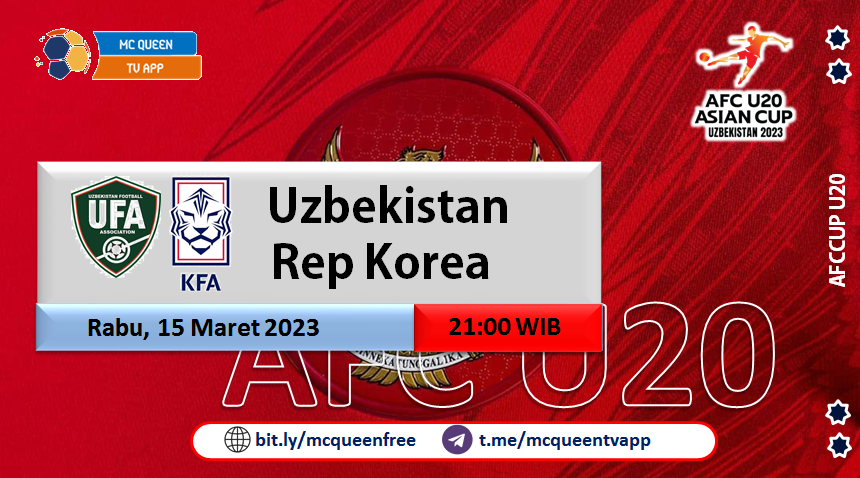 MC QUEEN
TV APP
AFC U20
ASIAN CUP
UZBEKISTAN 2023
AFCCUP U20
UZBEKISTAN FOOTBALL
UFA
ASSOCIATION
KFA
Uzbekistan
Rep Korea
Rabu, 15 Maret 2023
21:00 WIB
AFC U20
bit.ly/mcqueenfree
t.me/mcqueentvapp